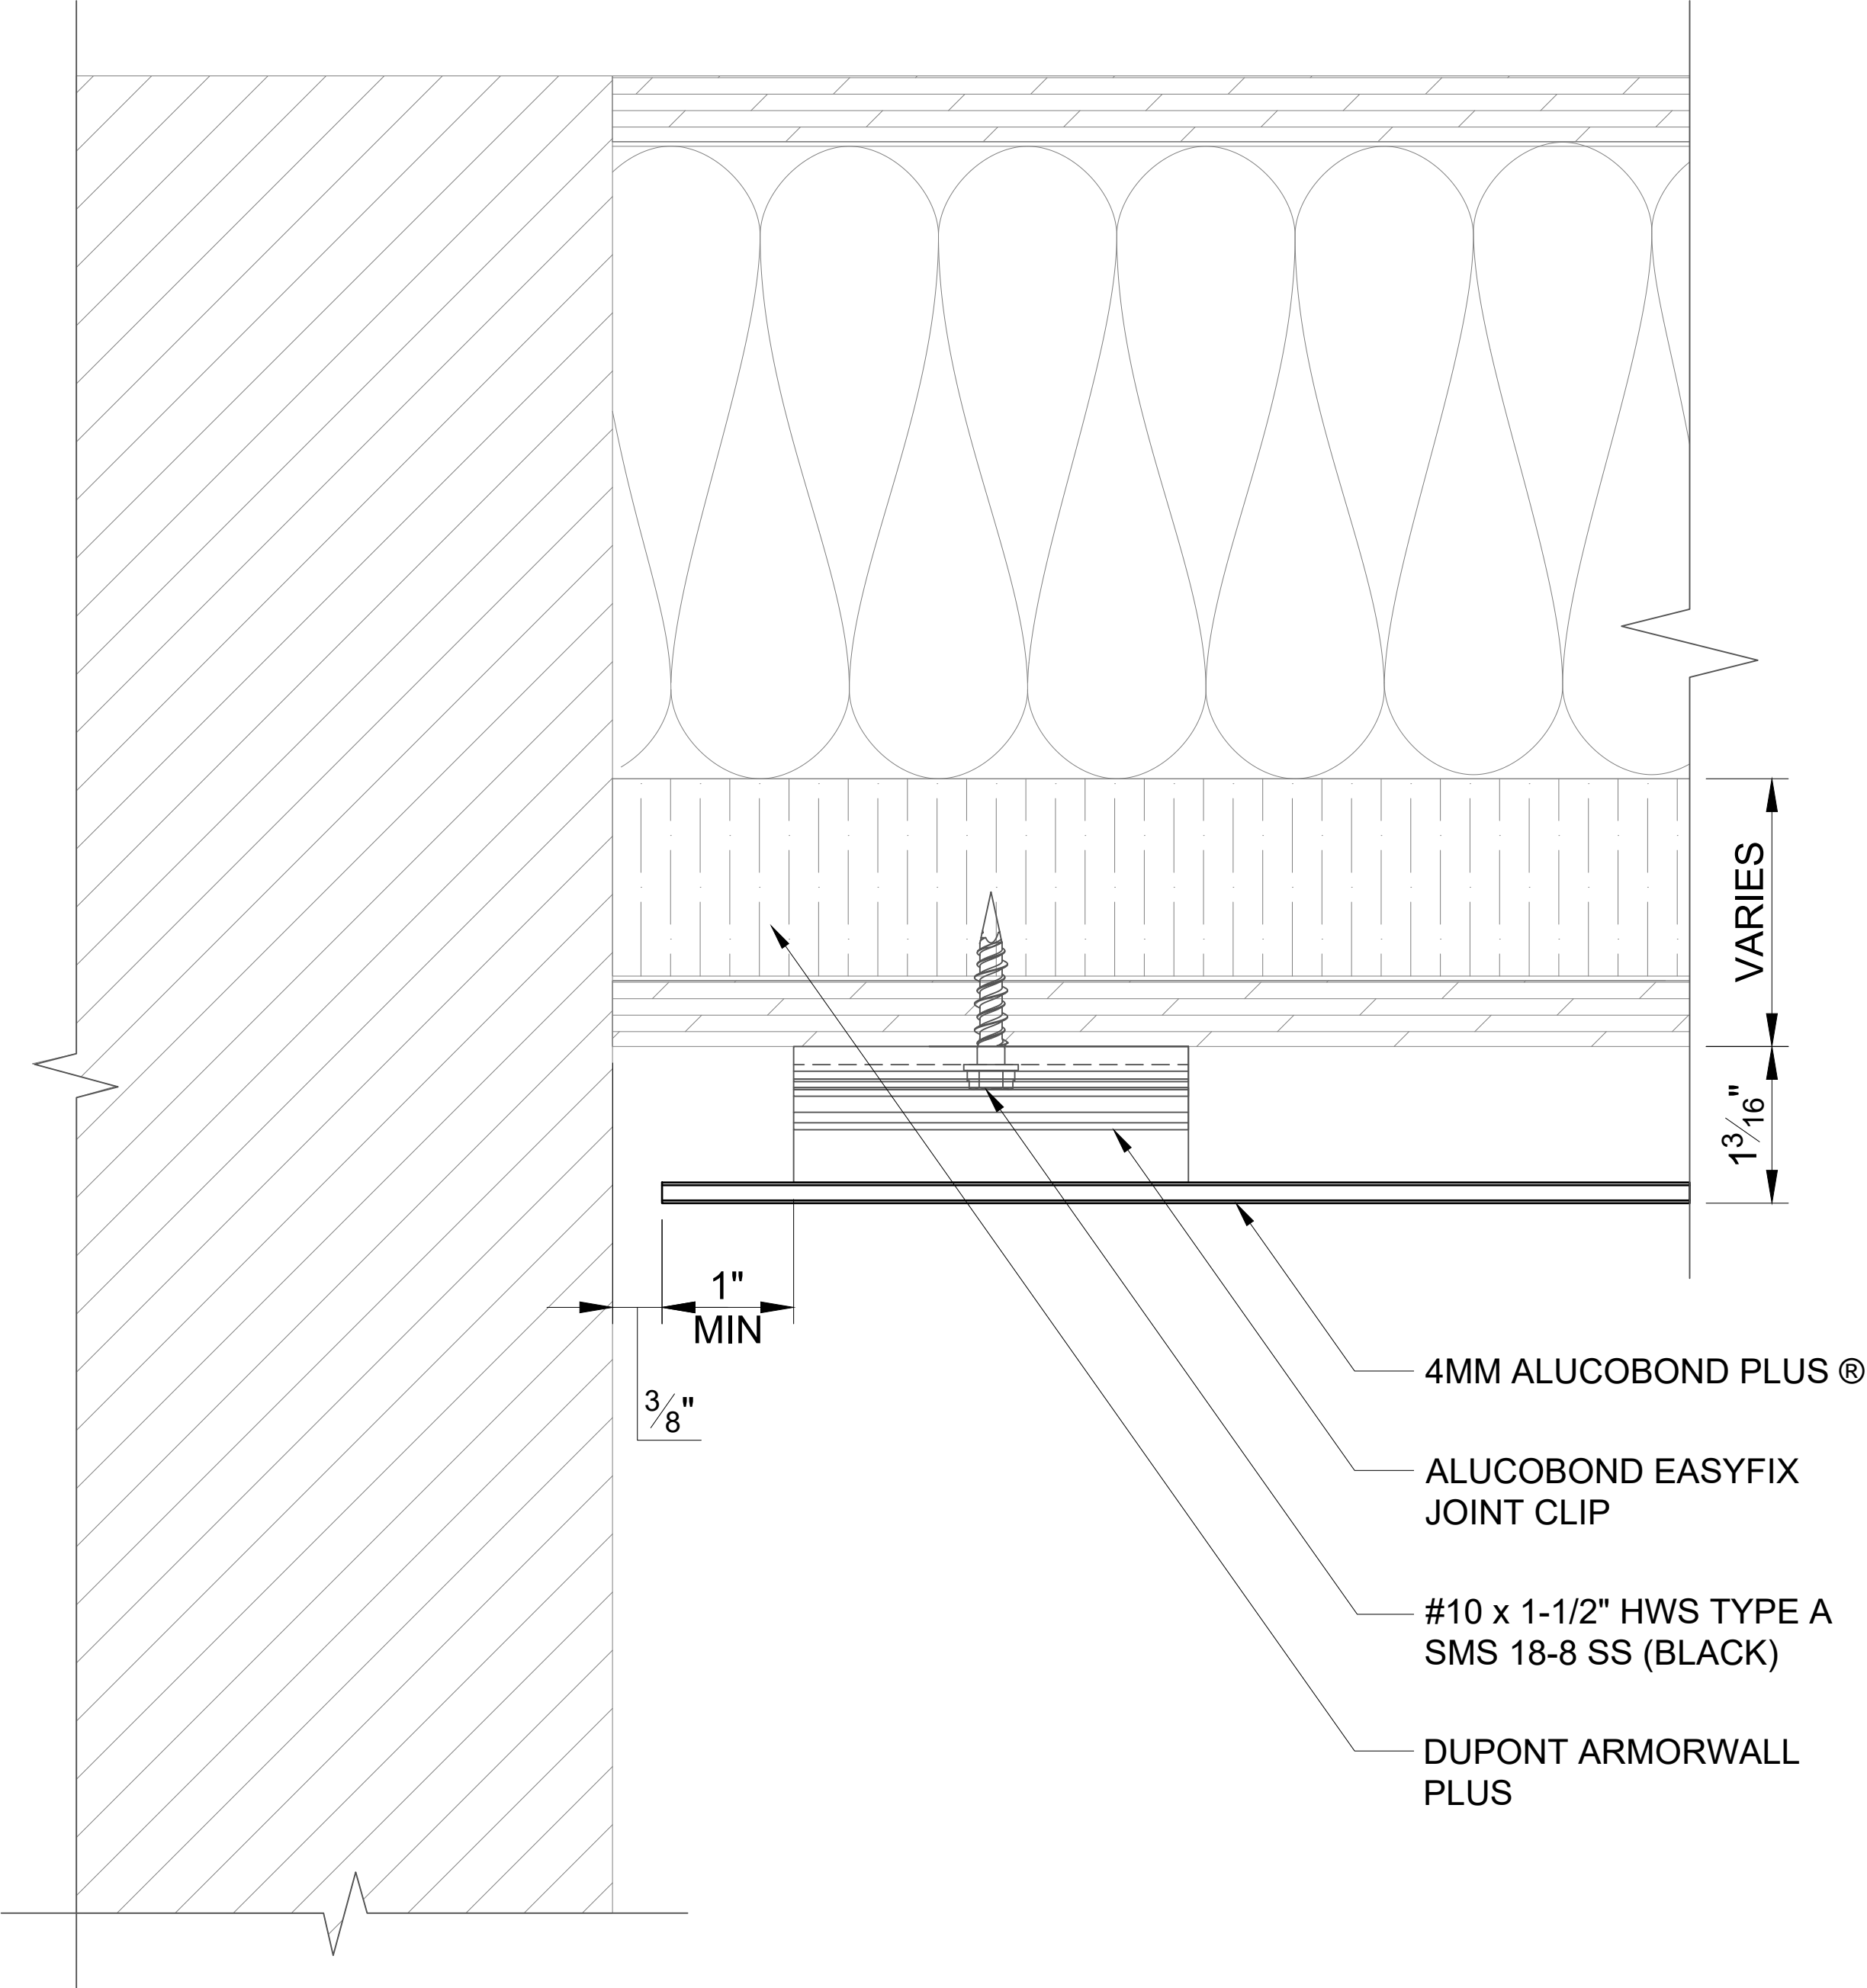 VARIES
1 3/16"
1"
MIN
3/8"
4MM ALUCOBOND PLUS ®
ALUCOBOND EASYFIX
JOINT CLIP
#10 x 1-1/2" HWS TYPE A
SMS 18-8 SS (BLACK)
DUPONT ARMORWALL
PLUS